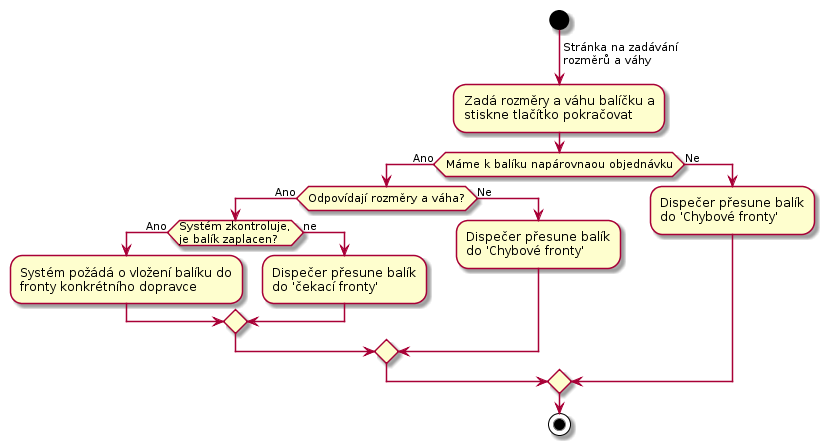 Stránka na zadávání
rozměrů a váhy
Zadá rozměry a váhu balíčku a
stiskne tlačítko pokračovat
Ano
Máme k balíku napárovnaou objednávku
Ne
Ano
Odpovídají rozměry a váha?
Ne
Dispečer přesune balík
do 'Chybové fronty'
Ano
Systém zkontroluje,
je balík zaplacen?
ne
Dispečer přesune balík
do 'Chybové fronty'
Systém požádá o vložení balíku do
fronty konkrétního dopravce
Dispečer přesune balík
do 'čekací fronty'